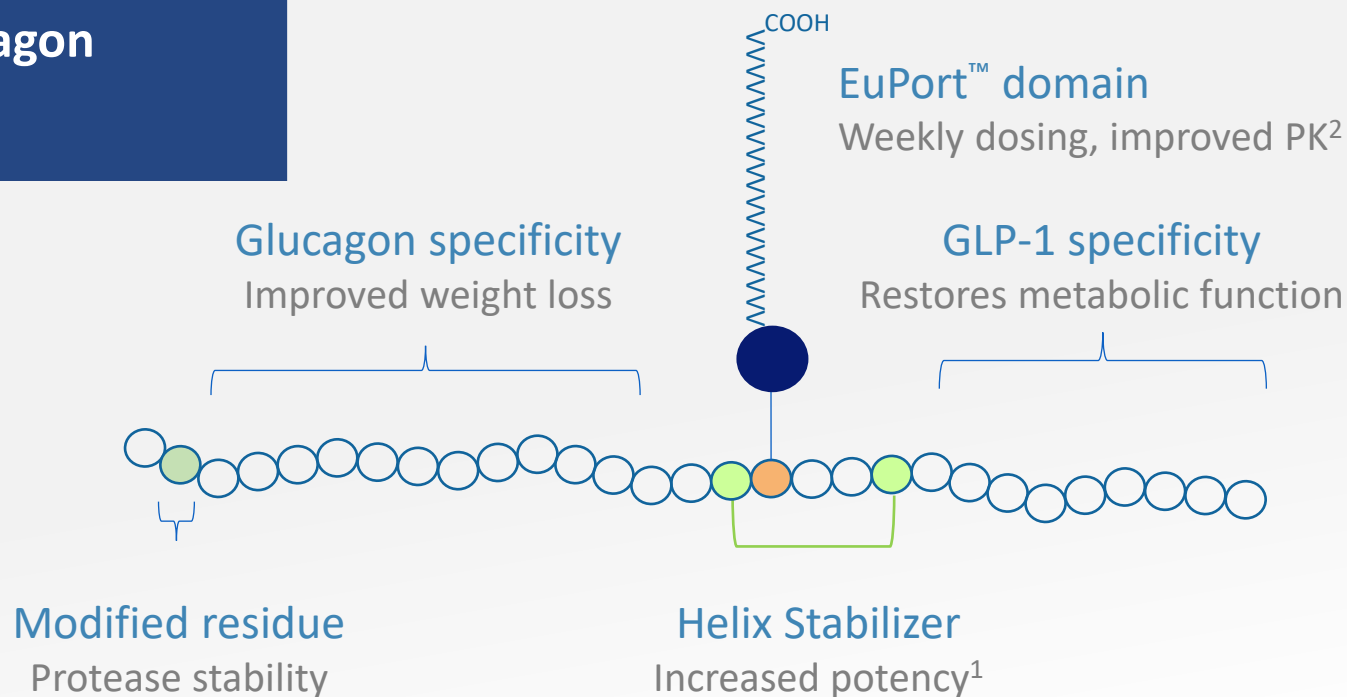 agon
COOH
EuPort™ domain
Weekly dosing, improved PK²
Glucagon specificity
Improved weight loss
GLP-1 specificity
Restores metabolic function
Modified residue
Protease stability
Helix Stabilizer
Increased potency¹